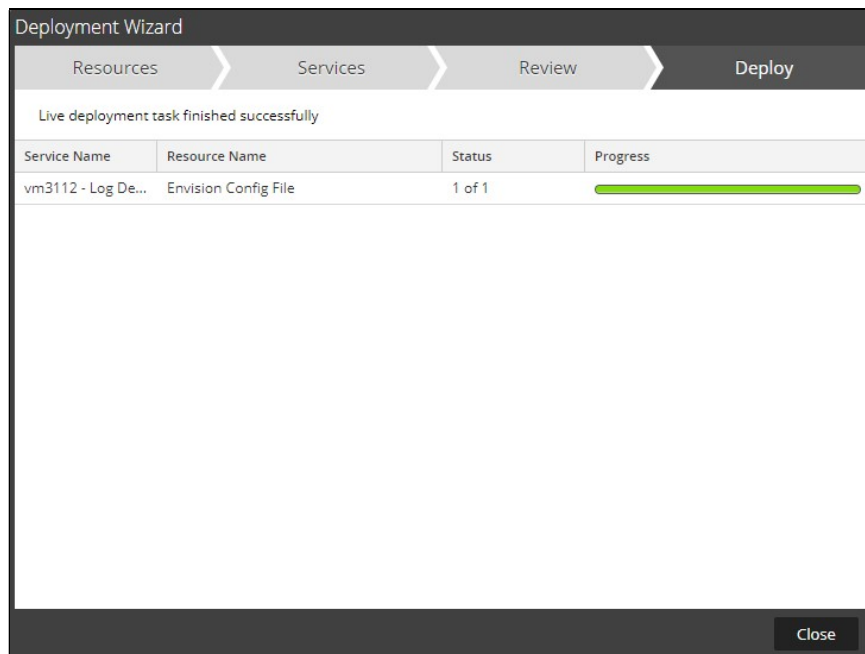 Deployment Wizard
Resources Services Review Deploy
Live deployment task finished successfully
Service Name Resource Name Status Progress
vm3112 - Log De... Envision Config File 1 of 1
Close